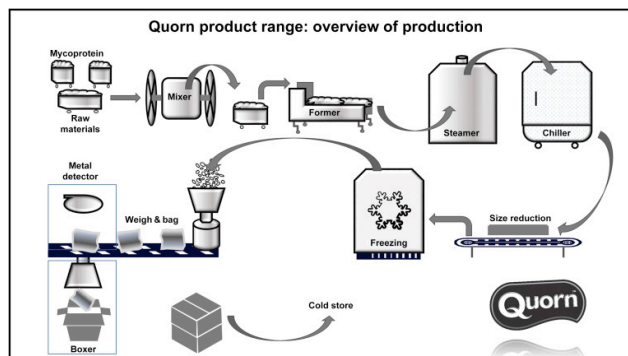 Quorn product range: overview of production
Mycoprotein
Raw
materials
Mixer
Former
Steamer
Chiller
Metal
detector
Weigh & bag
Freezing
Size reduction
Boxer
Cold store
Quorn™